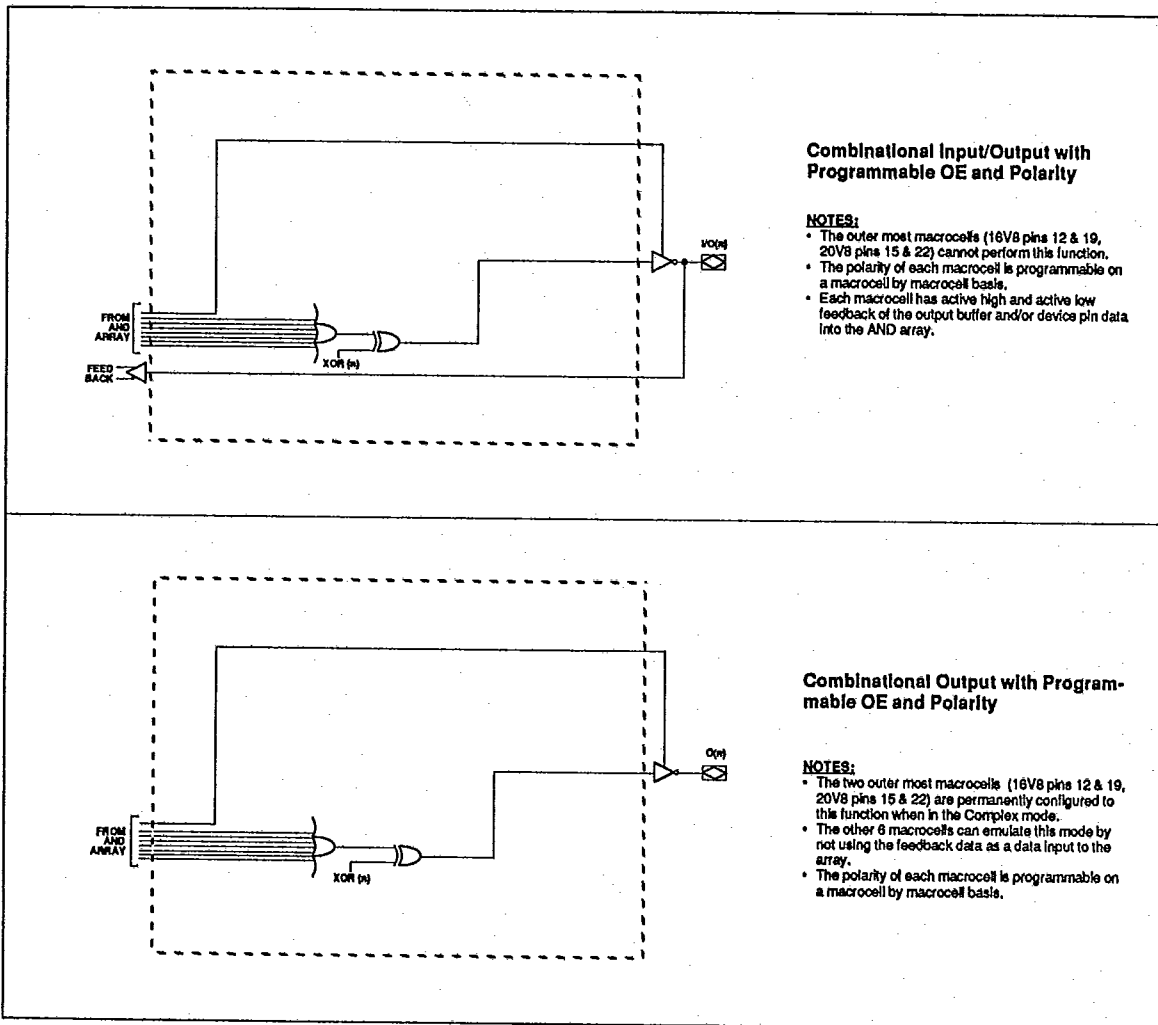 Combinational Input/Output with
Programmable OE and Polarity
NOTES:
• The outer most macrocells (16V8 pins 12 & 19,
20V8 pins 15 & 22) cannot perform this function.
• The polarity of each macrocell is programmable on
a macrocell by macrocell basis.
• Each macrocell has active high and active low
feedback of the output buffer and/or device pin data
into the AND array.
I/O(n)
FROM
AND
ARRAY
XOR (n)
FEED
BACK
Combinational Output with Program-
mable OE and Polarity
NOTES:
• The two outer most macrocells (16V8 pins 12 & 19,
20V8 pins 15 & 22) are permanently configured to
this function when in the Complex mode.
• The other 6 macrocells can emulate this mode by
not using the feedback data as a data input to the
array.
• The polarity of each macrocell is programmable on
a macrocell by macrocell basis.
O(n)
FROM
AND
ARRAY
XOR (n)